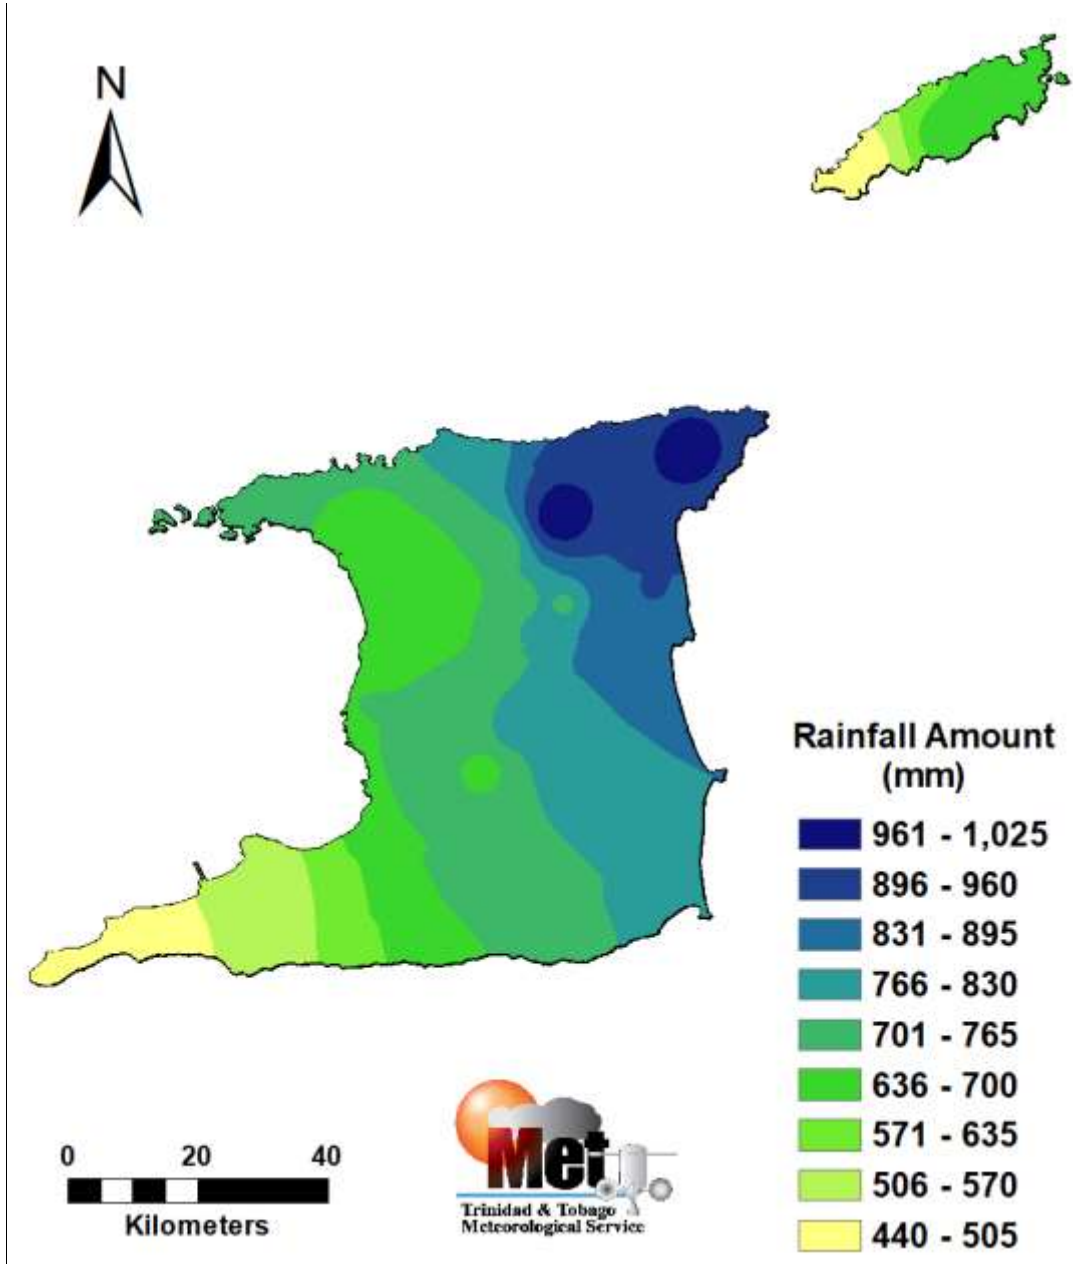 N
Rainfall Amount
(mm)
961 - 1,025
896 - 960
831 - 895
766 - 830
701 - 765
636 - 700
571 - 635
506 - 570
440 - 505
0 20 40
Kilometers
Met
Trinidad & Tobago
Meteorological Service